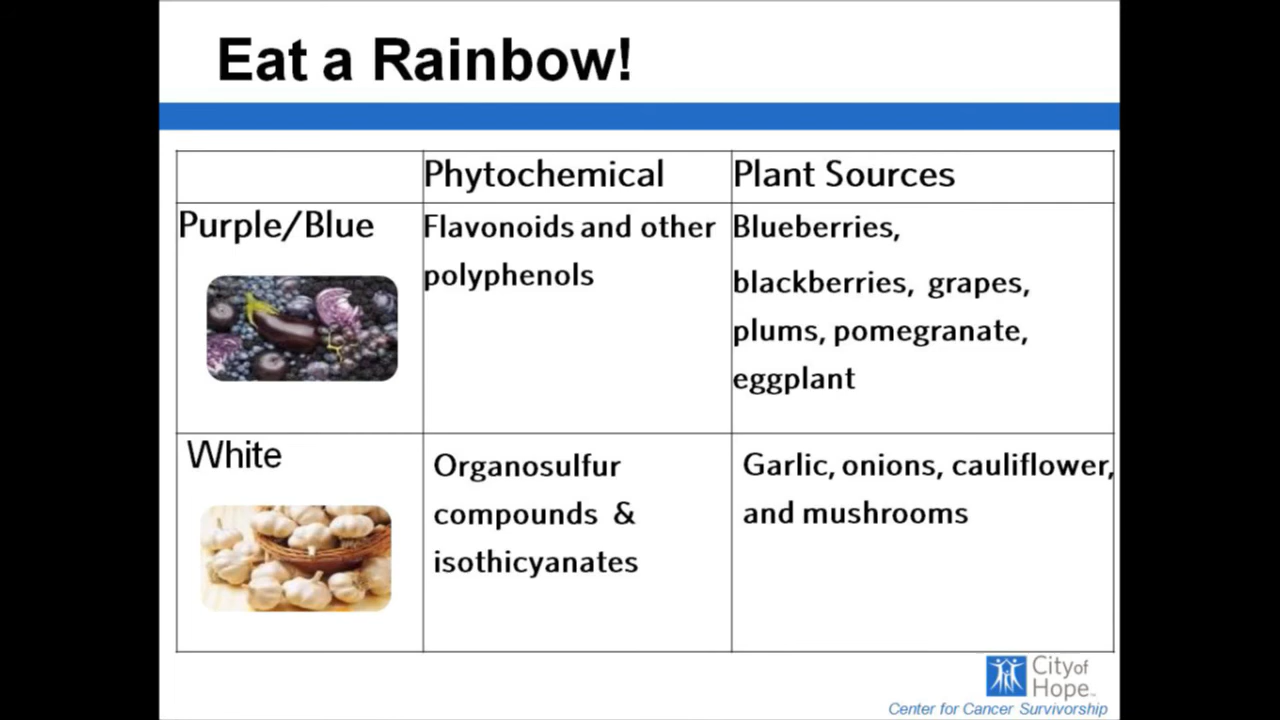 Eat a Rainbow!
Phytochemical
Plant Sources
Purple/Blue
Flavonoids and other
polyphenols
Blueberries,
blackberries, grapes,
plums, pomegranate,
eggplant
White
Organosulfur
compounds &
isothicyanates
Garlic, onions, cauliflower,
and mushrooms
City of
Hope™
Center for Cancer Survivorship